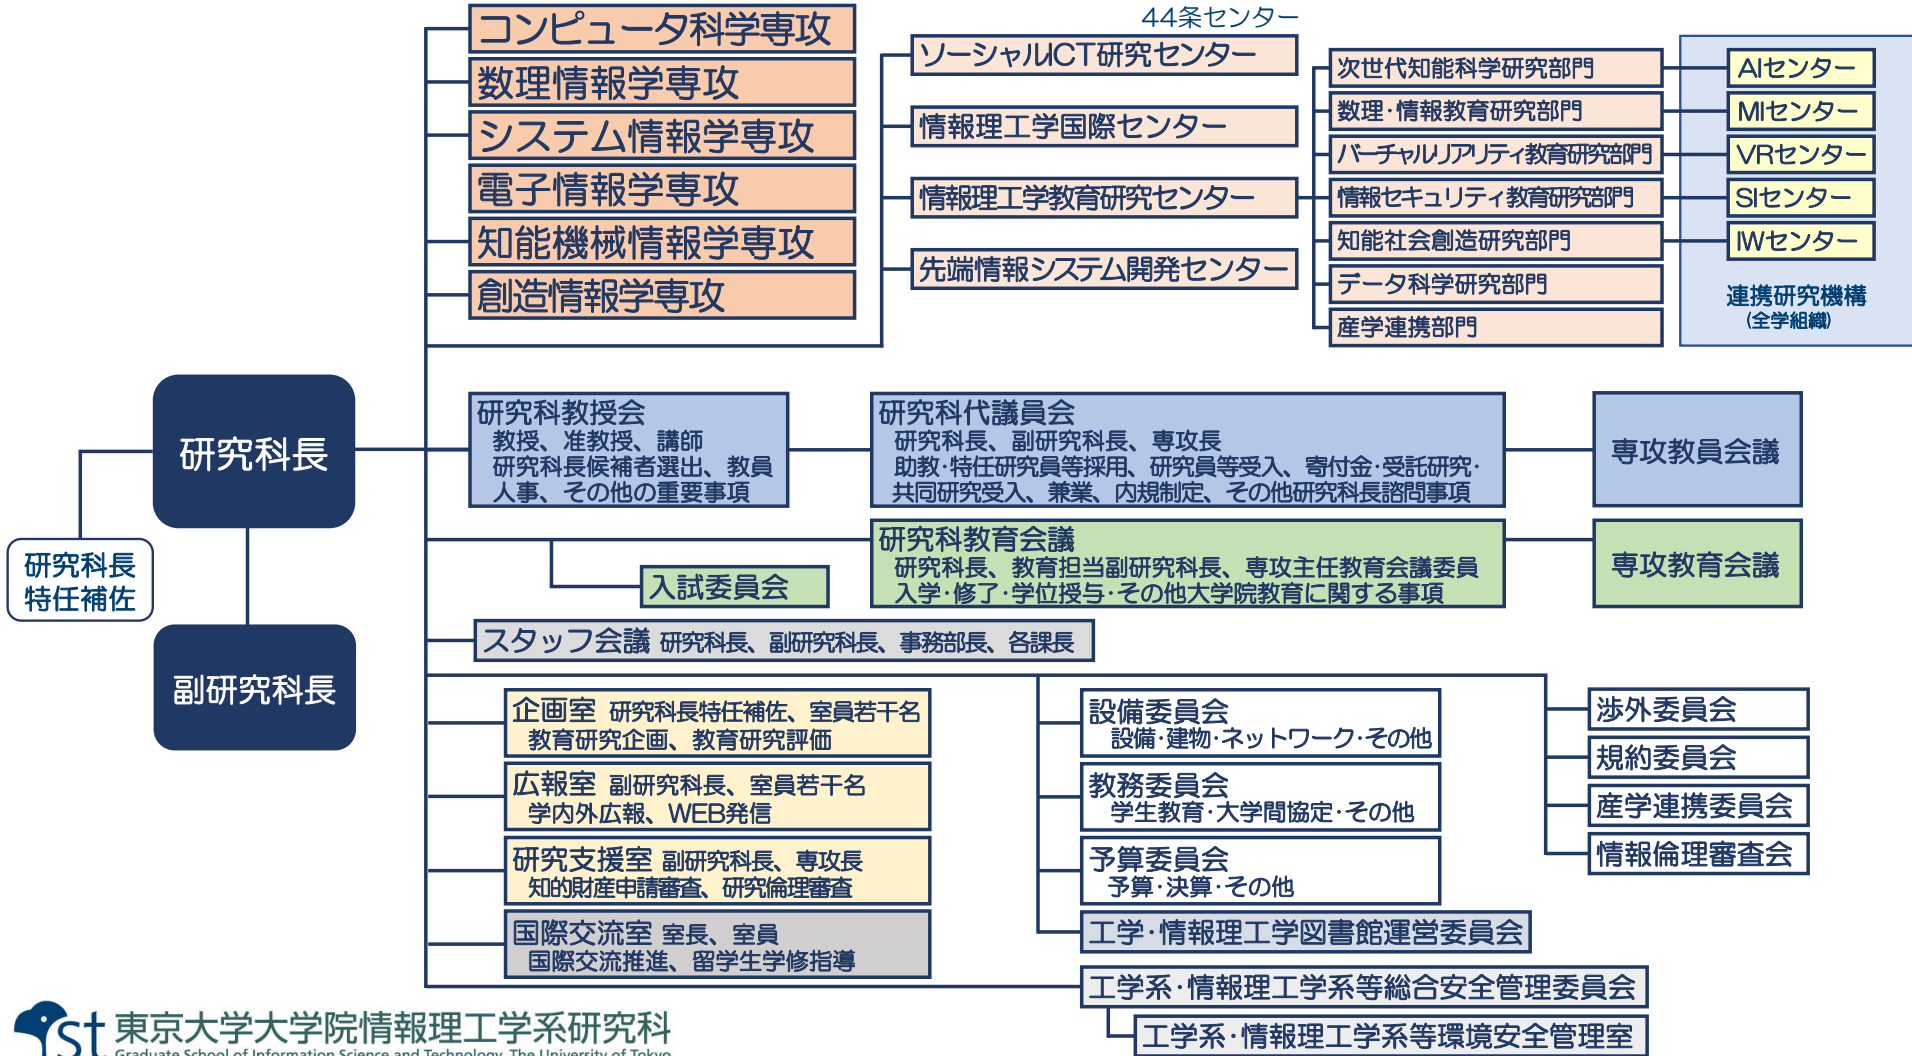 44条センター
コンピュータ科学専攻
数理情報学専攻
システム情報学専攻
電子情報学専攻
知能機械情報学専攻
創造情報学専攻
ソーシャルICT研究センター
情報理工学国際センター
情報理工学教育研究センター
先端情報システム開発センター
次世代知能科学研究部門
数理・情報教育研究部門
バーチャルリアリティ教育研究部門
情報セキュリティ教育研究部門
知能社会創造研究部門
データ科学研究部門
産学連携部門
AIセンター
MIセンター
VRセンター
SIセンター
IWセンター
連携研究機構
(全学組織)
研究科長
研究科長
特任補佐
副研究科長
研究科教授会
教授、准教授、講師
研究科長候補者選出、教員
人事、その他の重要事項
研究科代議員会
研究科長、副研究科長、専攻長
助教・特任研究員等採用、研究員等受入、寄付金・受託研究・
共同研究受入、兼業、内規制定、その他研究科長諮問事項
専攻教員会議
研究科教育会議
研究科長、教育担当副研究科長、専攻主任教育会議委員
入学・修了・学位授与・その他大学院教育に関する事項
専攻教育会議
入試委員会
スタッフ会議 研究科長、副研究科長、事務部長、各課長
企画室 研究科長特任補佐、室員若干名
教育研究企画、教育研究評価
広報室 副研究科長、室員若干名
学内外広報、WEB発信
研究支援室 副研究科長、専攻長
知的財産申請審査、研究倫理審査
国際交流室 室長、室員
国際交流推進、留学生学修指導
設備委員会
設備・建物・ネットワーク・その他
教務委員会
学生教育・大学間協定・その他
予算委員会
予算・決算・その他
工学・情報理工学図書館運営委員会
工学系・情報理工学系等総合安全管理委員会
工学系・情報理工学系等環境安全管理室
渉外委員会
規約委員会
産学連携委員会
情報倫理審査会
ist 東京大学大学院情報理工学系研究科
Graduate School of Information Science and Technology, The University of Tokyo